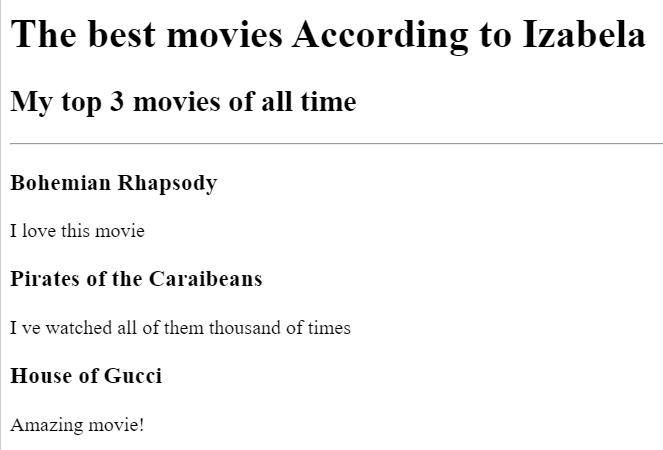 The best movies According to Izabela
My top 3 movies of all time
Bohemian Rhapsody
I love this movie
Pirates of the Caraibeans
I ve watched all of them thousand of times
House of Gucci
Amazing movie!